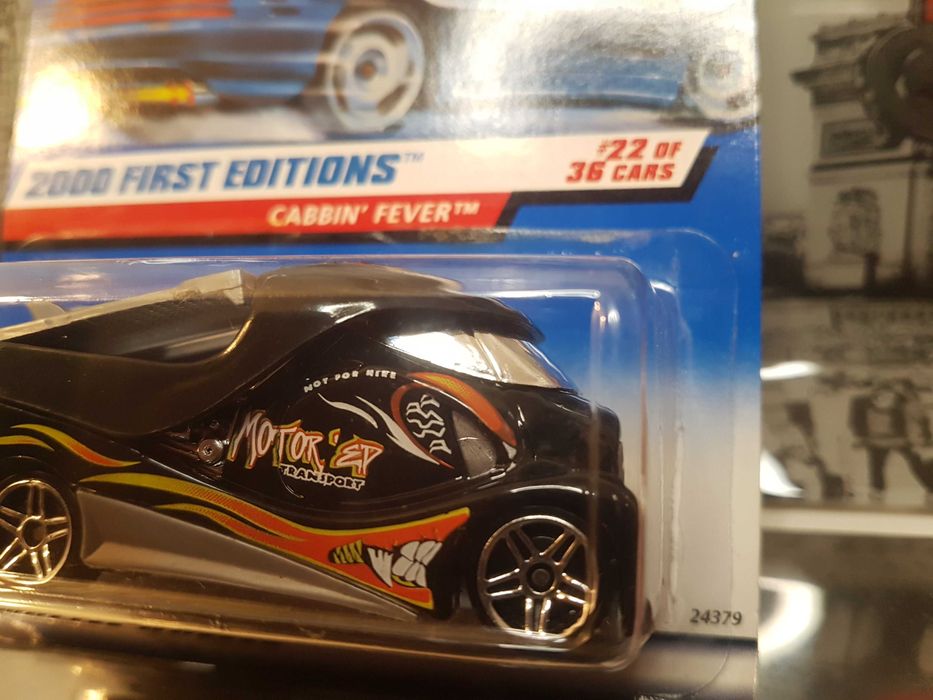 2000 FIRST EDITIONS™
#22 OF
36 CARS
CABBIN' FEVER™
NOT FOR HIRE
MOTOR 'ED
TRANSPORT
24379